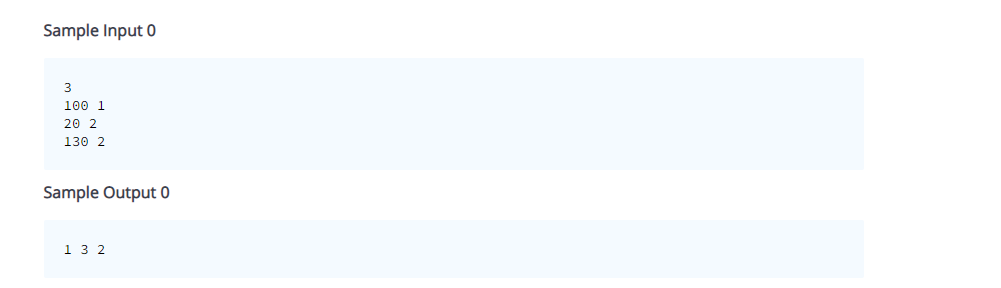 Sample Input 0
3
100 1
20 2
130 2
Sample Output 0
1 3 2